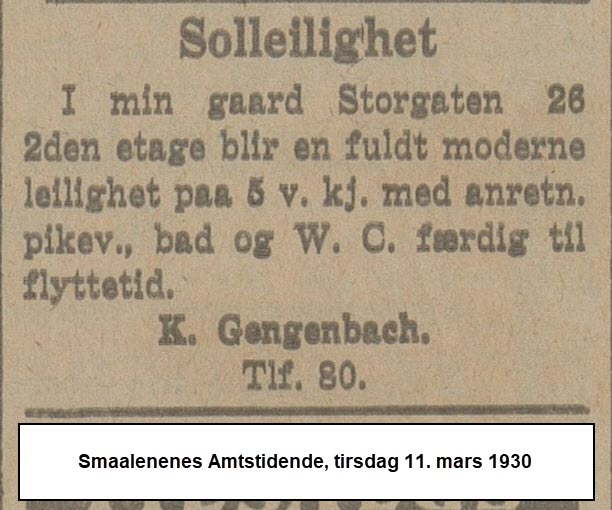 Solleilighet
I min gaard Storgaten 26
2den etage blir en fuldt moderne
leilighet paa 5 v. kj. med anretn.
pikev., bad og W. C. færdig til
flyttetid.
K. Gengenbach.
Tlf. 80.
Smaalenenes Amtstidende, tirsdag 11. mars 1930